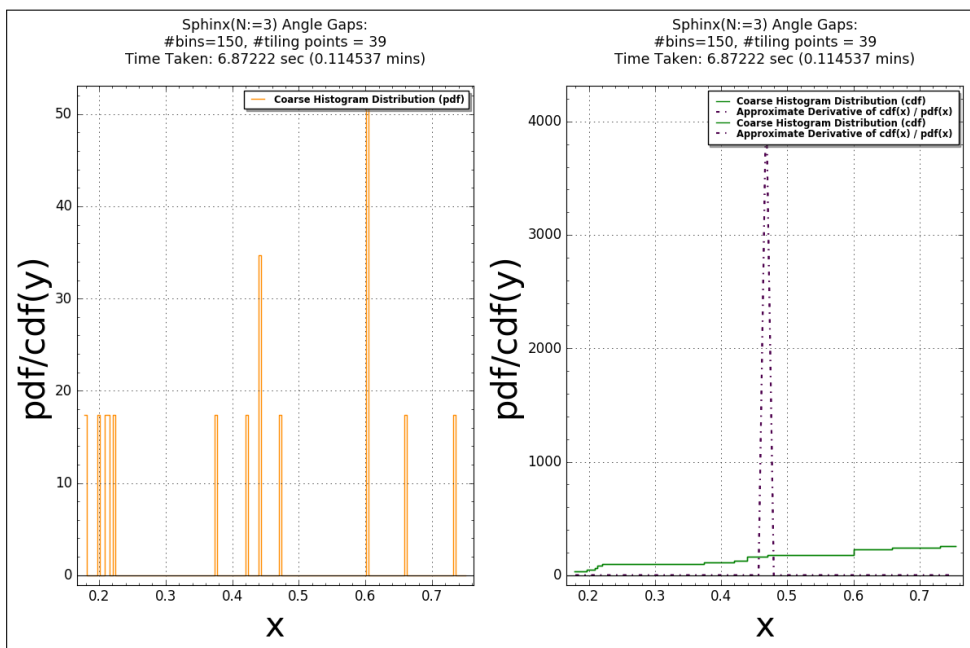 Sphinx(N:=3) Angle Gaps:
#bins=150, #tiling points = 39
Time Taken: 6.87222 sec (0.114537 mins)
Coarse Histogram Distribution (pdf)
50
40
30
20
10
0
pdf/cdf(y)
0.2 0.3 0.4 0.5 0.6 0.7
x
Sphinx(N:=3) Angle Gaps:
#bins=150, #tiling points = 39
Time Taken: 6.87222 sec (0.114537 mins)
Coarse Histogram Distribution (cdf)
Approximate Derivative of cdf(x) / pdf(x)
Coarse Histogram Distribution (cdf)
Approximate Derivative of cdf(x) / pdf(x)
4000
3000
2000
1000
0
pdf/cdf(y)
0.2 0.3 0.4 0.5 0.6 0.7
x